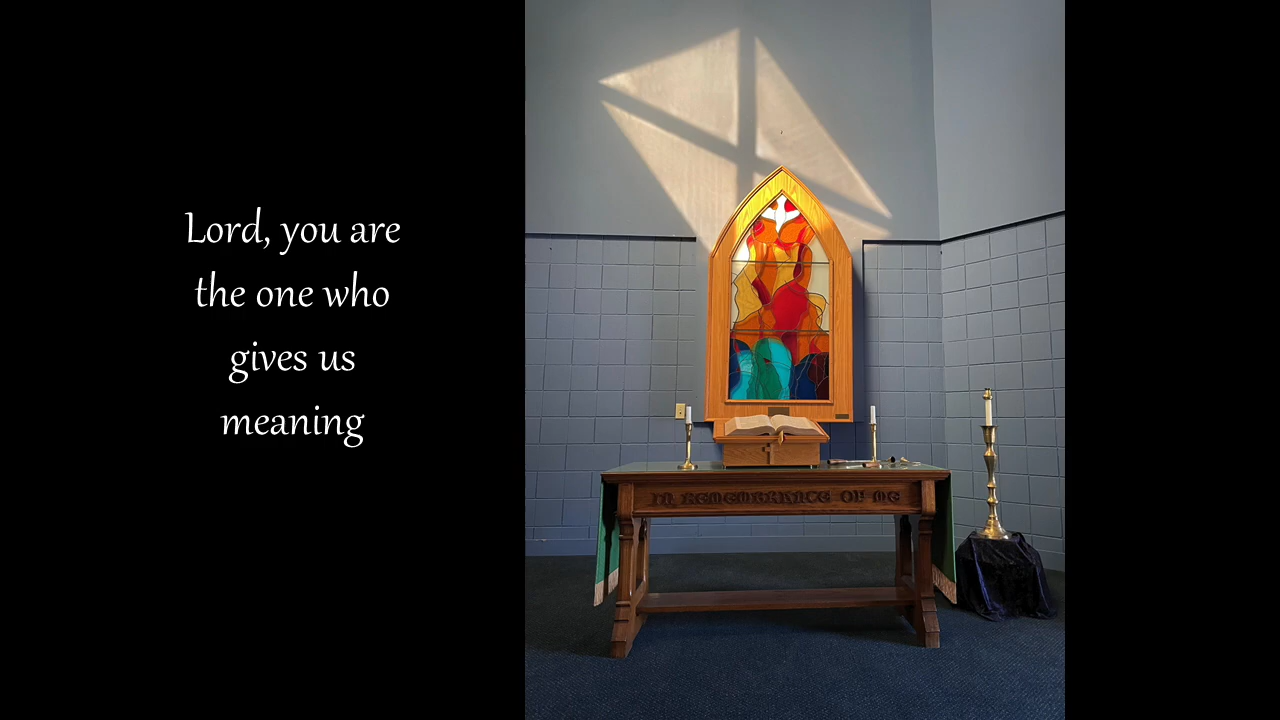 Lord, you are
the one who
gives us
meaning
IN REMEMBRANCE OF ME